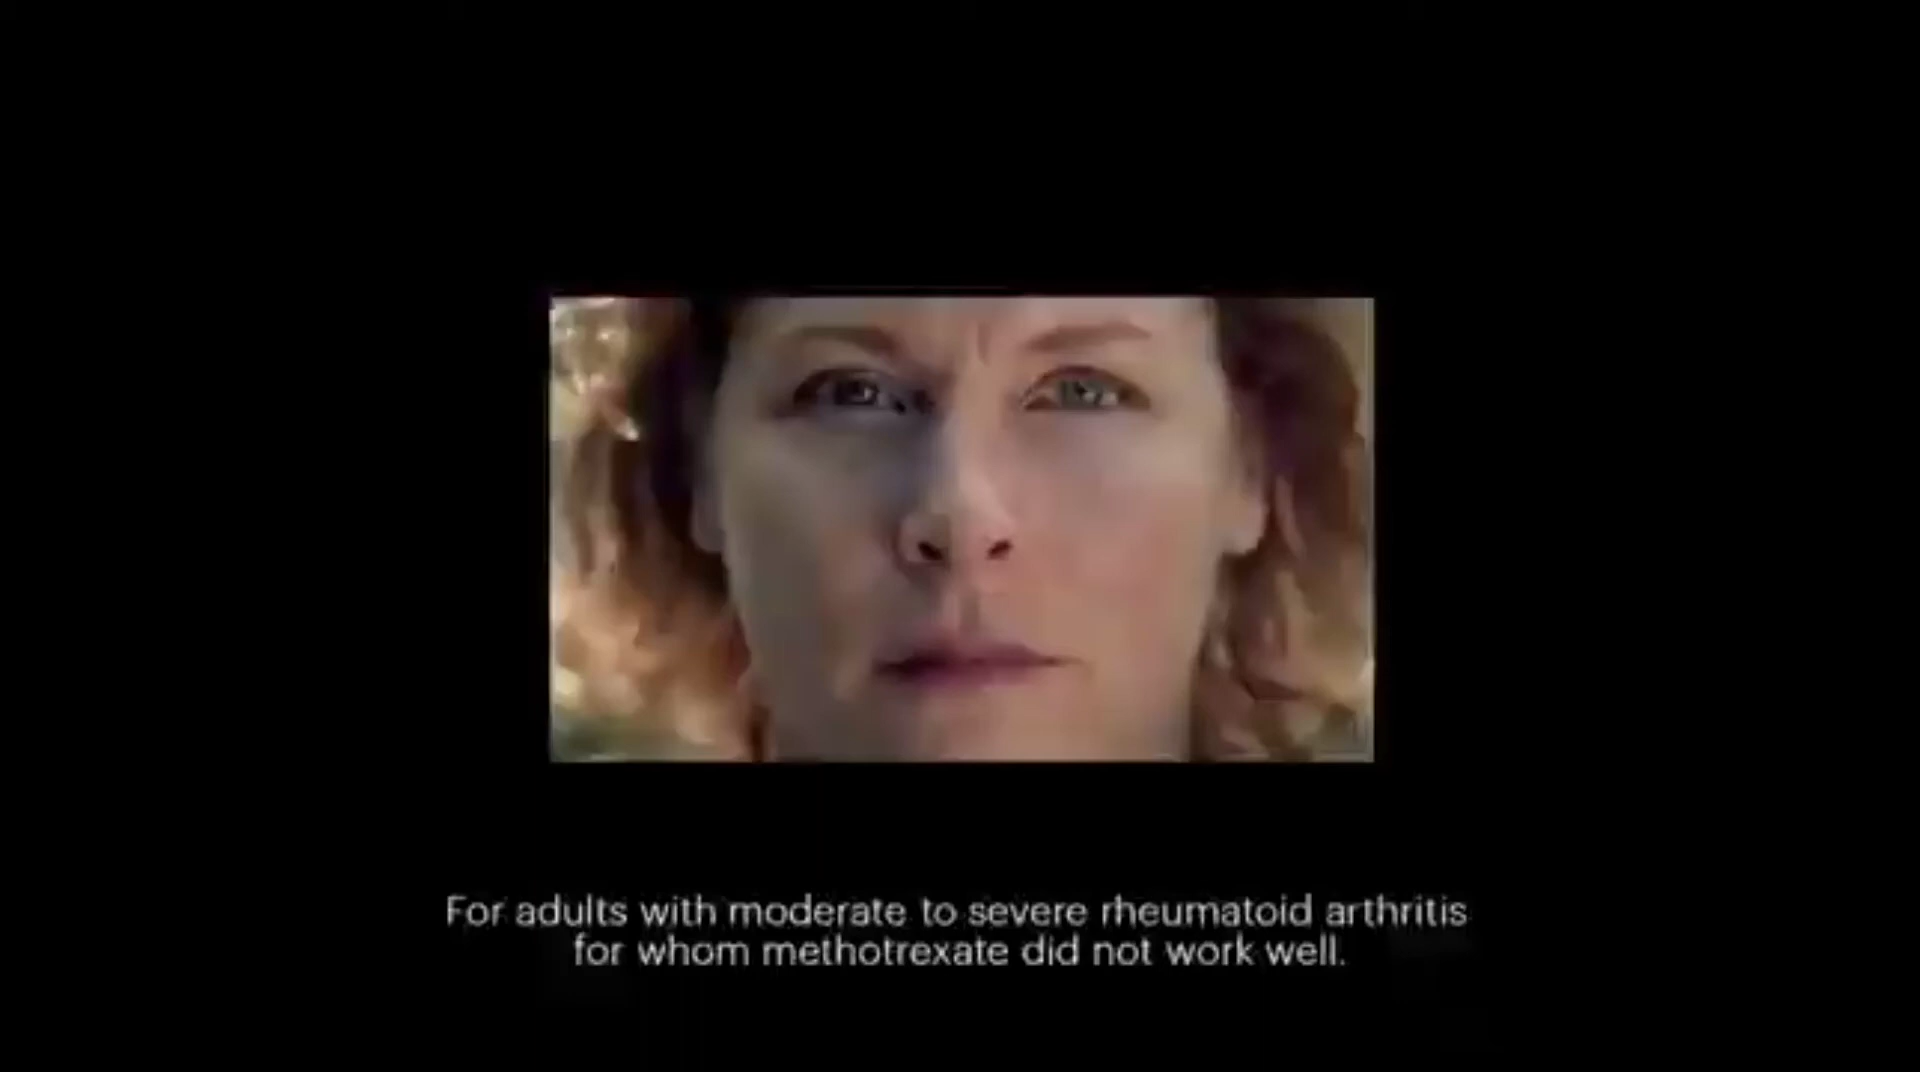 For adults with moderate to severe rheumatoid arthritis
for whom methotrexate did not work well.